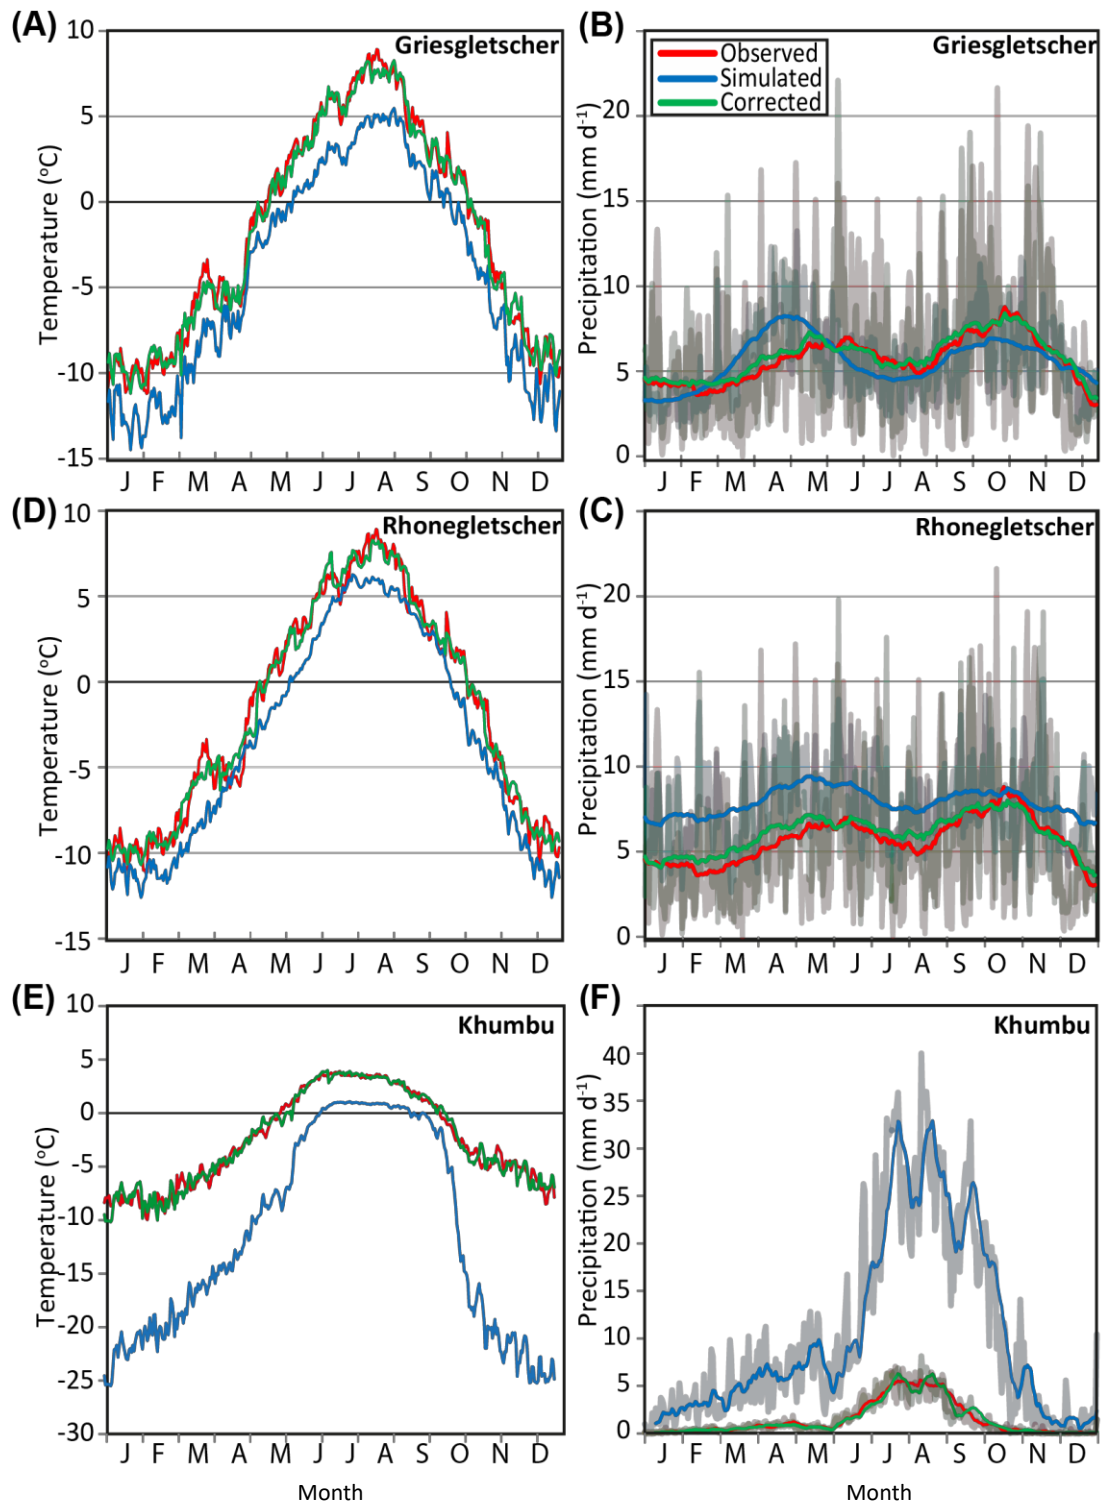 (A)
Griesgletscher
Temperature (°C)
10
5
0
-5
-10
-15
J F M A M J J A S O N D
(B)
Griesgletscher
Observed
Simulated
Corrected
Precipitation (mm d-1)
20
15
10
5
0
J F M A M J J A S O N D
(D)
Rhonegletscher
Temperature (°C)
10
5
0
-5
-10
-15
J F M A M J J A S O N D
(C)
Rhonegletscher
Precipitation (mm d-1)
20
15
10
5
0
J F M A M J J A S O N D
(E)
Khumbu
Temperature (°C)
10
5
0
-5
-10
-15
-20
-25
-30
J F M A M J J A S O N D
Month
(F)
Khumbu
Precipitation (mm d-1)
40
35
30
25
20
15
10
5
0
J F M A M J J A S O N D
Month